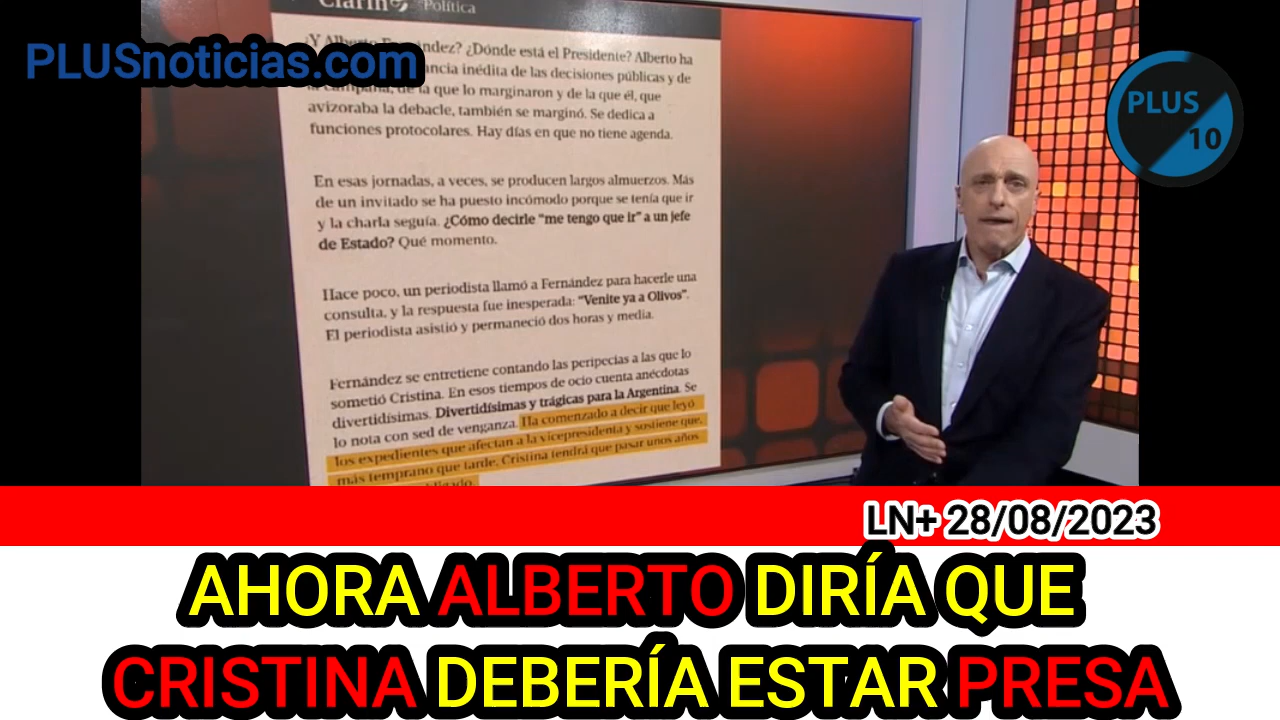 Clarín Política
PLUSnoticias.com
¿Y Alberto Fernández? ¿Dónde está el Presidente? Alberto ha
ancia inédita de las decisiones públicas y de
la campaña, de la que lo marginaron y de la que él, que
avizoraba la debacle, también se marginó. Se dedica a
funciones protocolares. Hay días en que no tiene agenda.
En esas jornadas, a veces, se producen largos almuerzos. Más
de un invitado se ha puesto incómodo porque se tenía que ir
y la charla seguía. ¿Cómo decirle “me tengo que ir” a un jefe
de Estado? Qué momento.
Hace poco, un periodista llamó a Fernández para hacerle una
consulta, y la respuesta fue inesperada: “Venite ya a Olivos”.
El periodista asistió y permaneció dos horas y media.
Fernández se entretiene contando las peripecias a las que lo
sometió Cristina. En esos tiempos de ocio cuenta anécdotas
divertidísimas. Divertidísimas y trágicas para la Argentina. Se
lo nota con sed de venganza. Ha comenzado a decir que leyó
los expedientes que afectan a la vicepresidenta y sostiene que,
más temprano que tarde, Cristina tendrá que pasar unos años
PLUS
10
LN+ 28/08/2023
AHORA ALBERTO DIRÍA QUE
CRISTINA DEBERÍA ESTAR PRESA